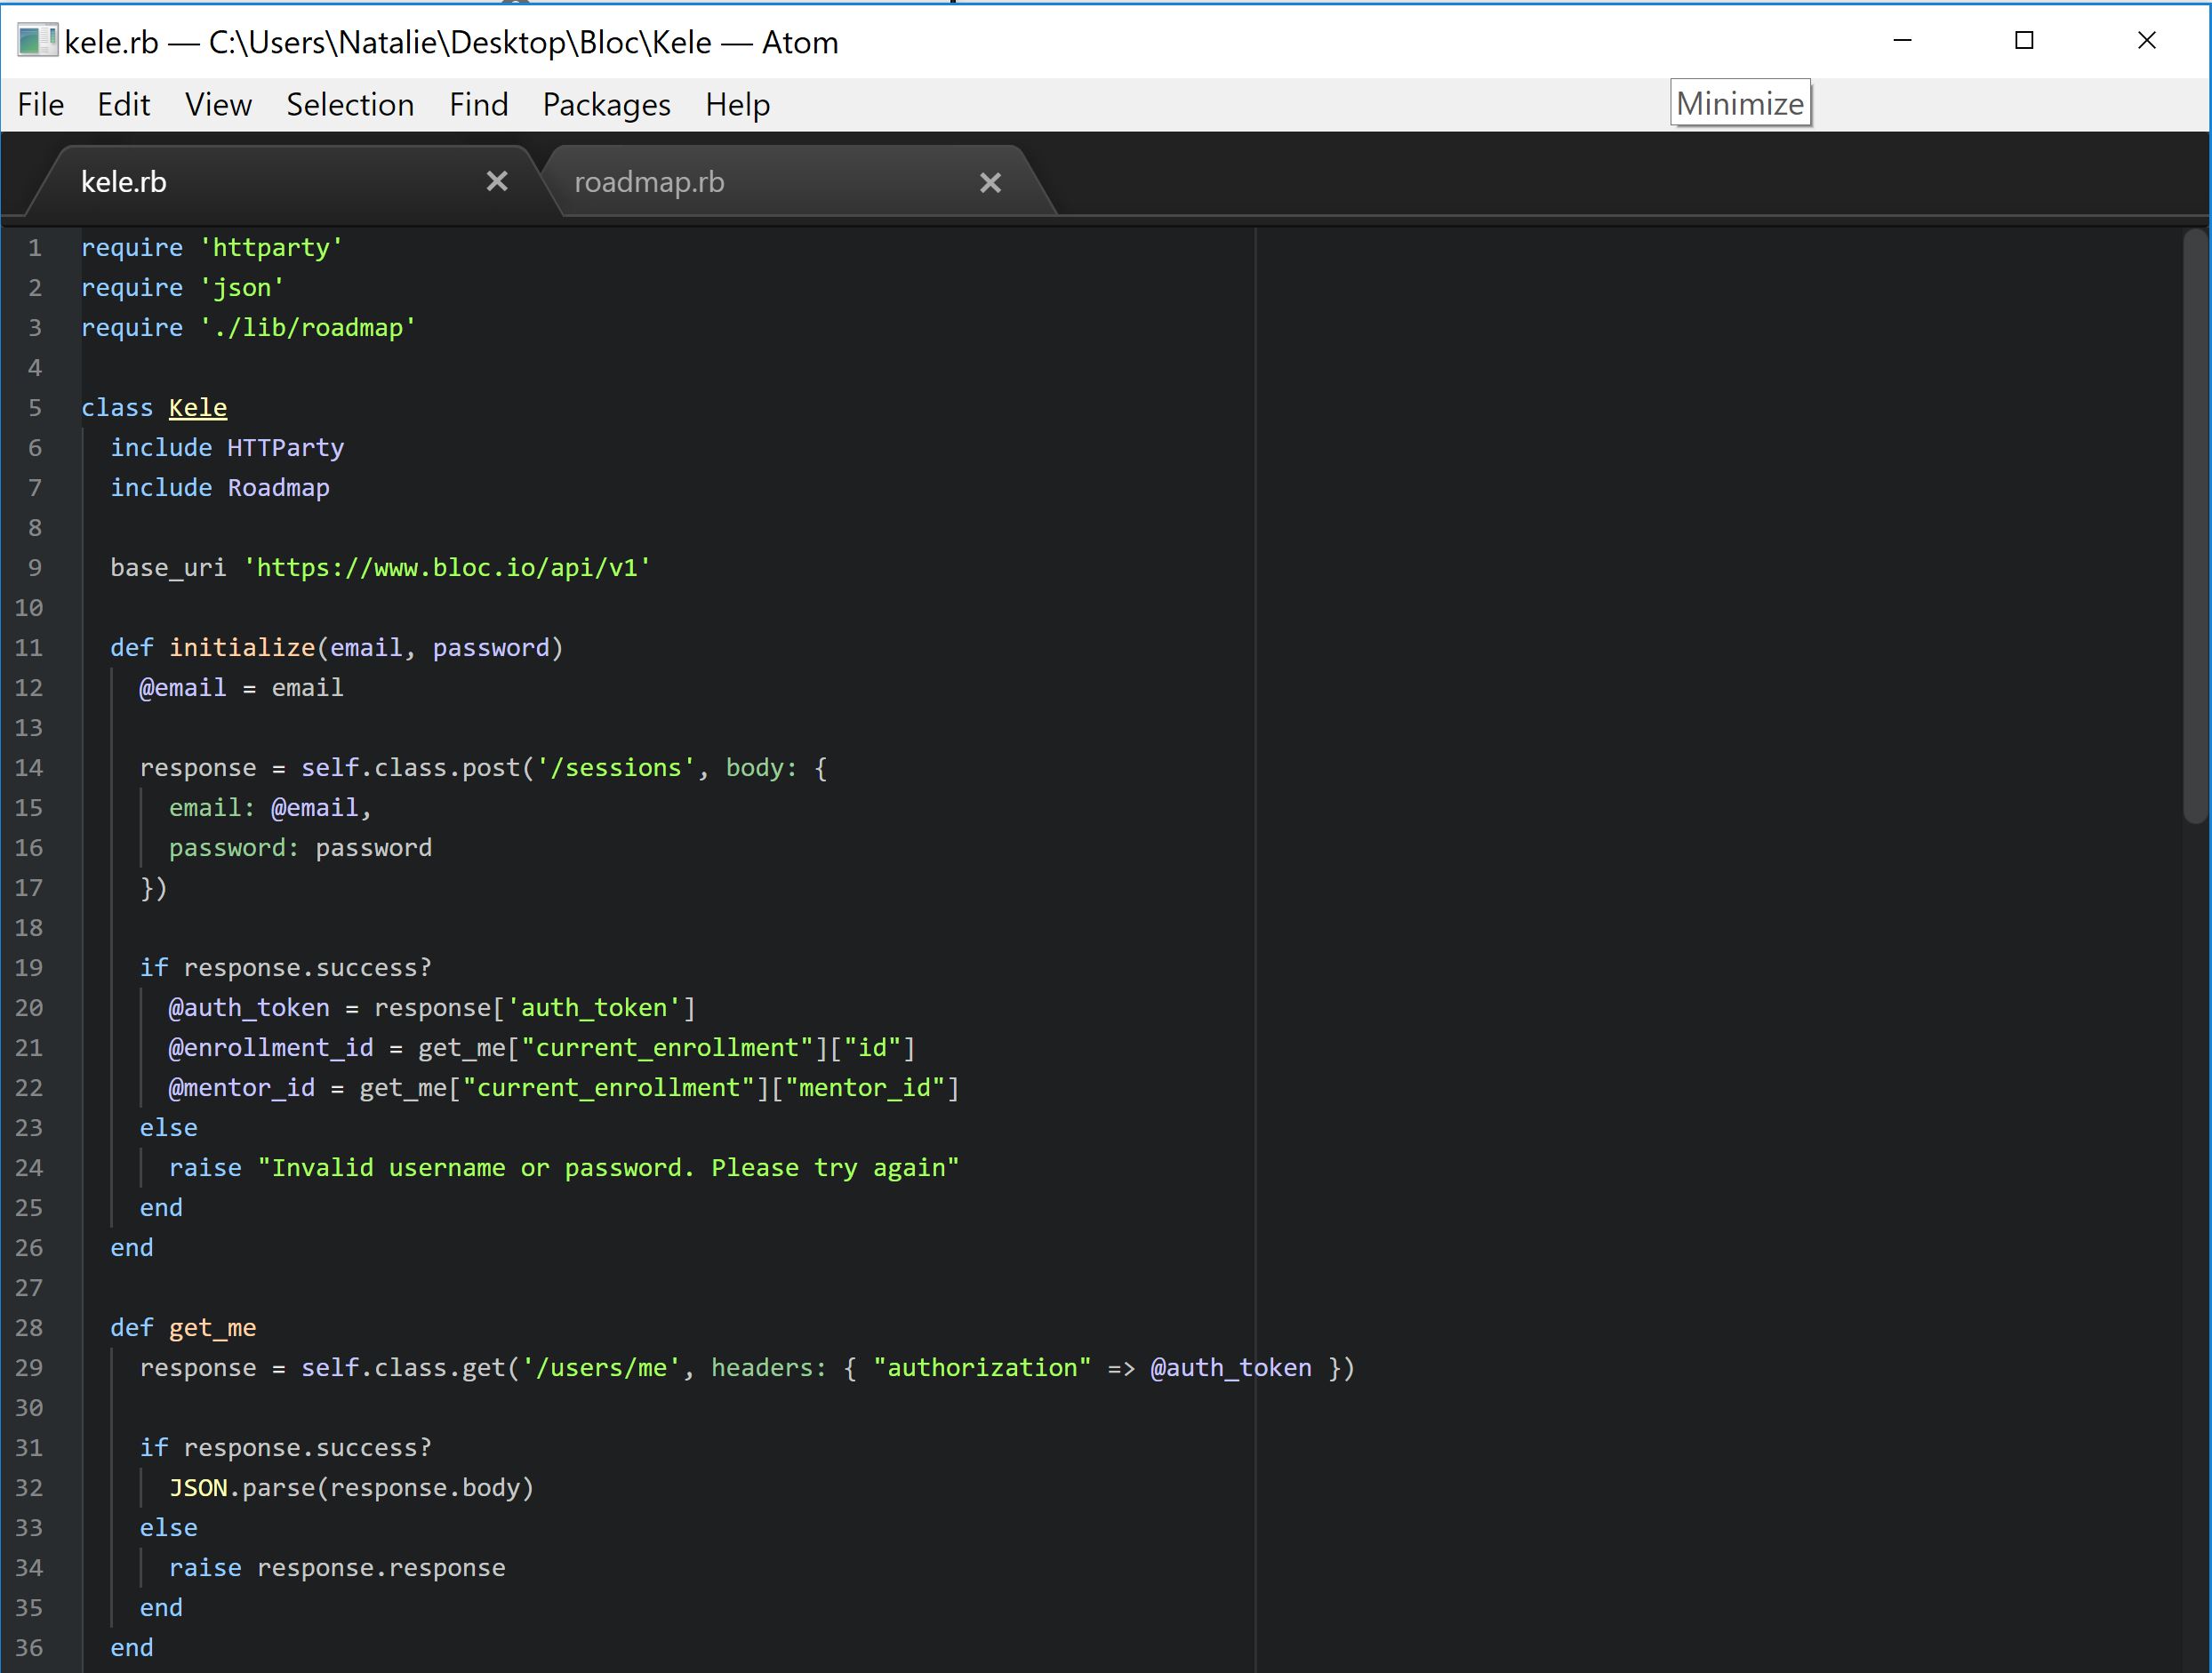 kele.rb — C:\Users\Natalie\Desktop\Bloc\Kele — Atom
File Edit View Selection Find Packages Help
Minimize
kele.rb
roadmap.rb
1 require 'httparty'
2 require 'json'
3 require './lib/roadmap'
4
5 class Kele
6   include HTTParty
7   include Roadmap
8
9   base_uri 'https://www.bloc.io/api/v1'
10
11   def initialize(email, password)
12     @email = email
13
14     response = self.class.post('/sessions', body: {
15       email: @email,
16       password: password
17     })
18
19     if response.success?
20       @auth_token = response['auth_token']
21       @enrollment_id = get_me["current_enrollment"]["id"]
22       @mentor_id = get_me["current_enrollment"]["mentor_id"]
23     else
24       raise "Invalid username or password. Please try again"
25     end
26   end
27
28   def get_me
29     response = self.class.get('/users/me', headers: { "authorization" => @auth_token })
30
31     if response.success?
32       JSON.parse(response.body)
33     else
34       raise response.response
35     end
36   end